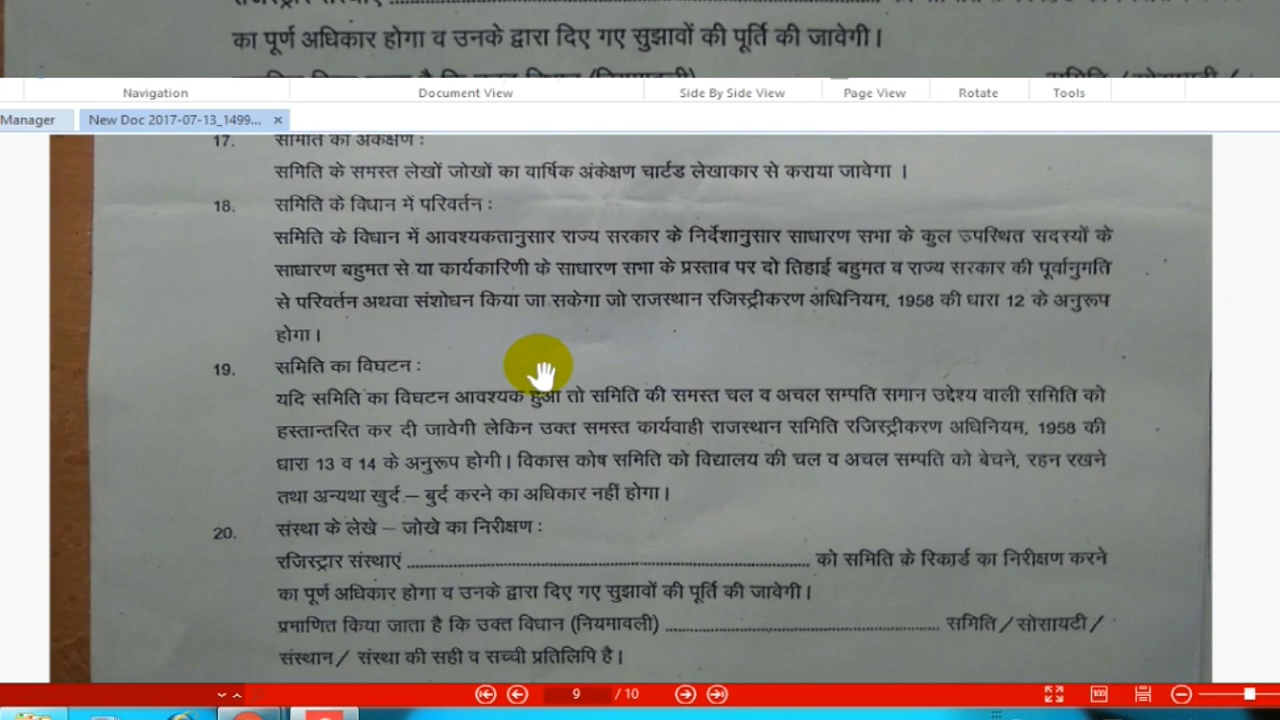 का पूर्ण अधिकार होगा व उनके द्वारा दिए गए सुझावों की पूर्ति की जावेगी।
Navigation Document View Side By Side View Page View Rotate Tools
Manager New Doc 2017-07-13_1499... ×
17. समिति का अंकेक्षण :
समिति के समस्त लेखों जोखों का वार्षिक अंकेक्षण चार्टड लेखाकार से कराया जावेगा ।
18. समिति के विधान में परिवर्तन :
समिति के विधान में आवश्यकतानुसार राज्य सरकार के निर्देशानुसार साधारण सभा के कुल उपस्थित सदस्यों के
साधारण बहुमत से या कार्यकारिणी के साधारण सभा के प्रस्ताव पर दो तिहाई बहुमत व राज्य सरकार की पूर्वानुमति
से परिवर्तन अथवा संशोधन किया जा सकेगा जो राजस्थान रजिस्ट्रीकरण अधिनियम, 1958 की धारा 12 के अनुरूप
होगा।
19. समिति का विघटन :
यदि समिति का विघटन आवश्यक हुआ तो समिति की समस्त चल व अचल सम्पति समान उद्देश्य वाली समिति को
हस्तान्तरित कर दी जावेगी लेकिन उक्त समस्त कार्यवाही राजस्थान समिति रजिस्ट्रीकरण अधिनियम, 1958 की
धारा 13 व 14 के अनुरूप होगी। विकास कोष समिति को विद्यालय की चल व अचल सम्पति को बेचने, रहन रखने
तथा अन्यथा खुर्द – बुर्द करने का अधिकार नहीं होगा।
20. संस्था के लेखे – जोखे का निरीक्षण :
रजिस्ट्रार संस्थाएं ........................................ को समिति के रिकार्ड का निरीक्षण करने
का पूर्ण अधिकार होगा व उनके द्वारा दिए गए सुझावों की पूर्ति की जावेगी।
प्रमाणित किया जाता है कि उक्त विधान (नियमावली) ........................................ समिति/सोसायटी/
संस्थान/ संस्था की सही व सच्ची प्रतिलिपि है।
9 / 10